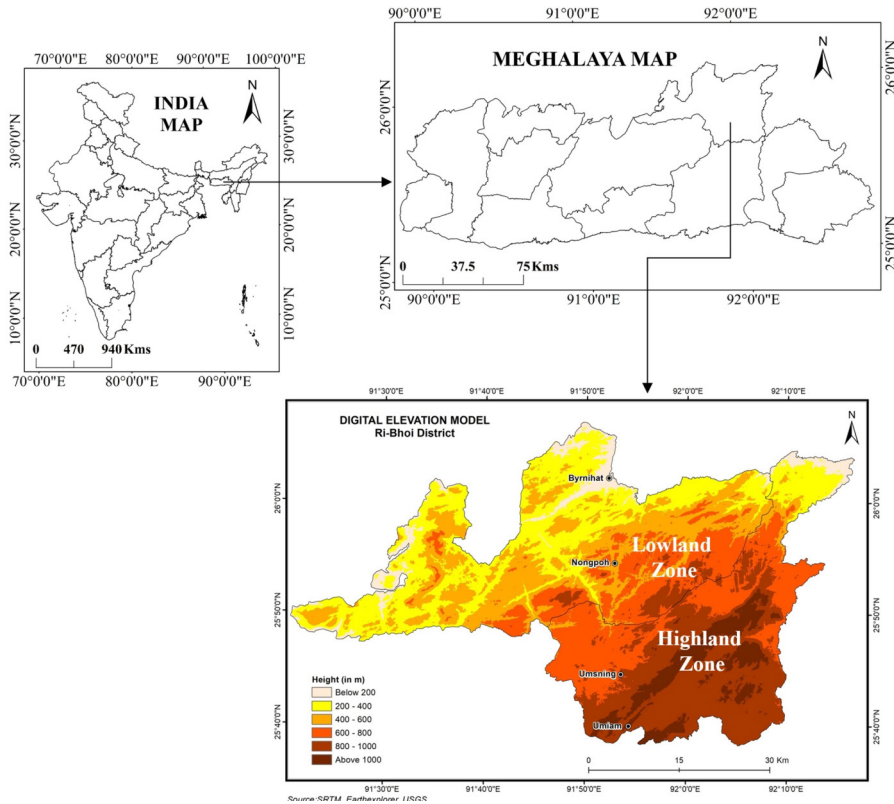 70°0'0"E 80°0'0"E 90°0'0"E 100°0'0"E
N
INDIA
MAP
30°0'0"N
20°0'0"N
10°0'0"N
30°0'0"N
20°0'0"N
10°0'0"N
0 470 940 Kms
70°0'0"E 80°0'0"E 90°0'0"E
90°0'0"E 91°0'0"E 92°0'0"E
N
MEGHALAYA MAP
26°0'0"N
25°0'0"N
26°0'0"N
25°0'0"N
0 37.5 75 Kms
90°0'0"E 91°0'0"E 92°0'0"E
91°30'0"E 91°40'0"E 91°50'0"E 92°0'0"E 92°10'0"E
DIGITAL ELEVATION MODEL
Ri-Bhoi District
N
26°0'0"N
25°50'0"N
25°40'0"N
26°0'0"N
25°50'0"N
25°40'0"N
Byrnihat
Lowland
Zone
Nongpoh
Highland
Zone
Umsning
Umiam
Height (in m)
Below 200
200 - 400
400 - 600
600 - 800
800 - 1000
Above 1000
0 15 30 Km
91°30'0"E 91°40'0"E 91°50'0"E 92°0'0"E 92°10'0"E
Source:SRTM, Earthexplorer, USGS